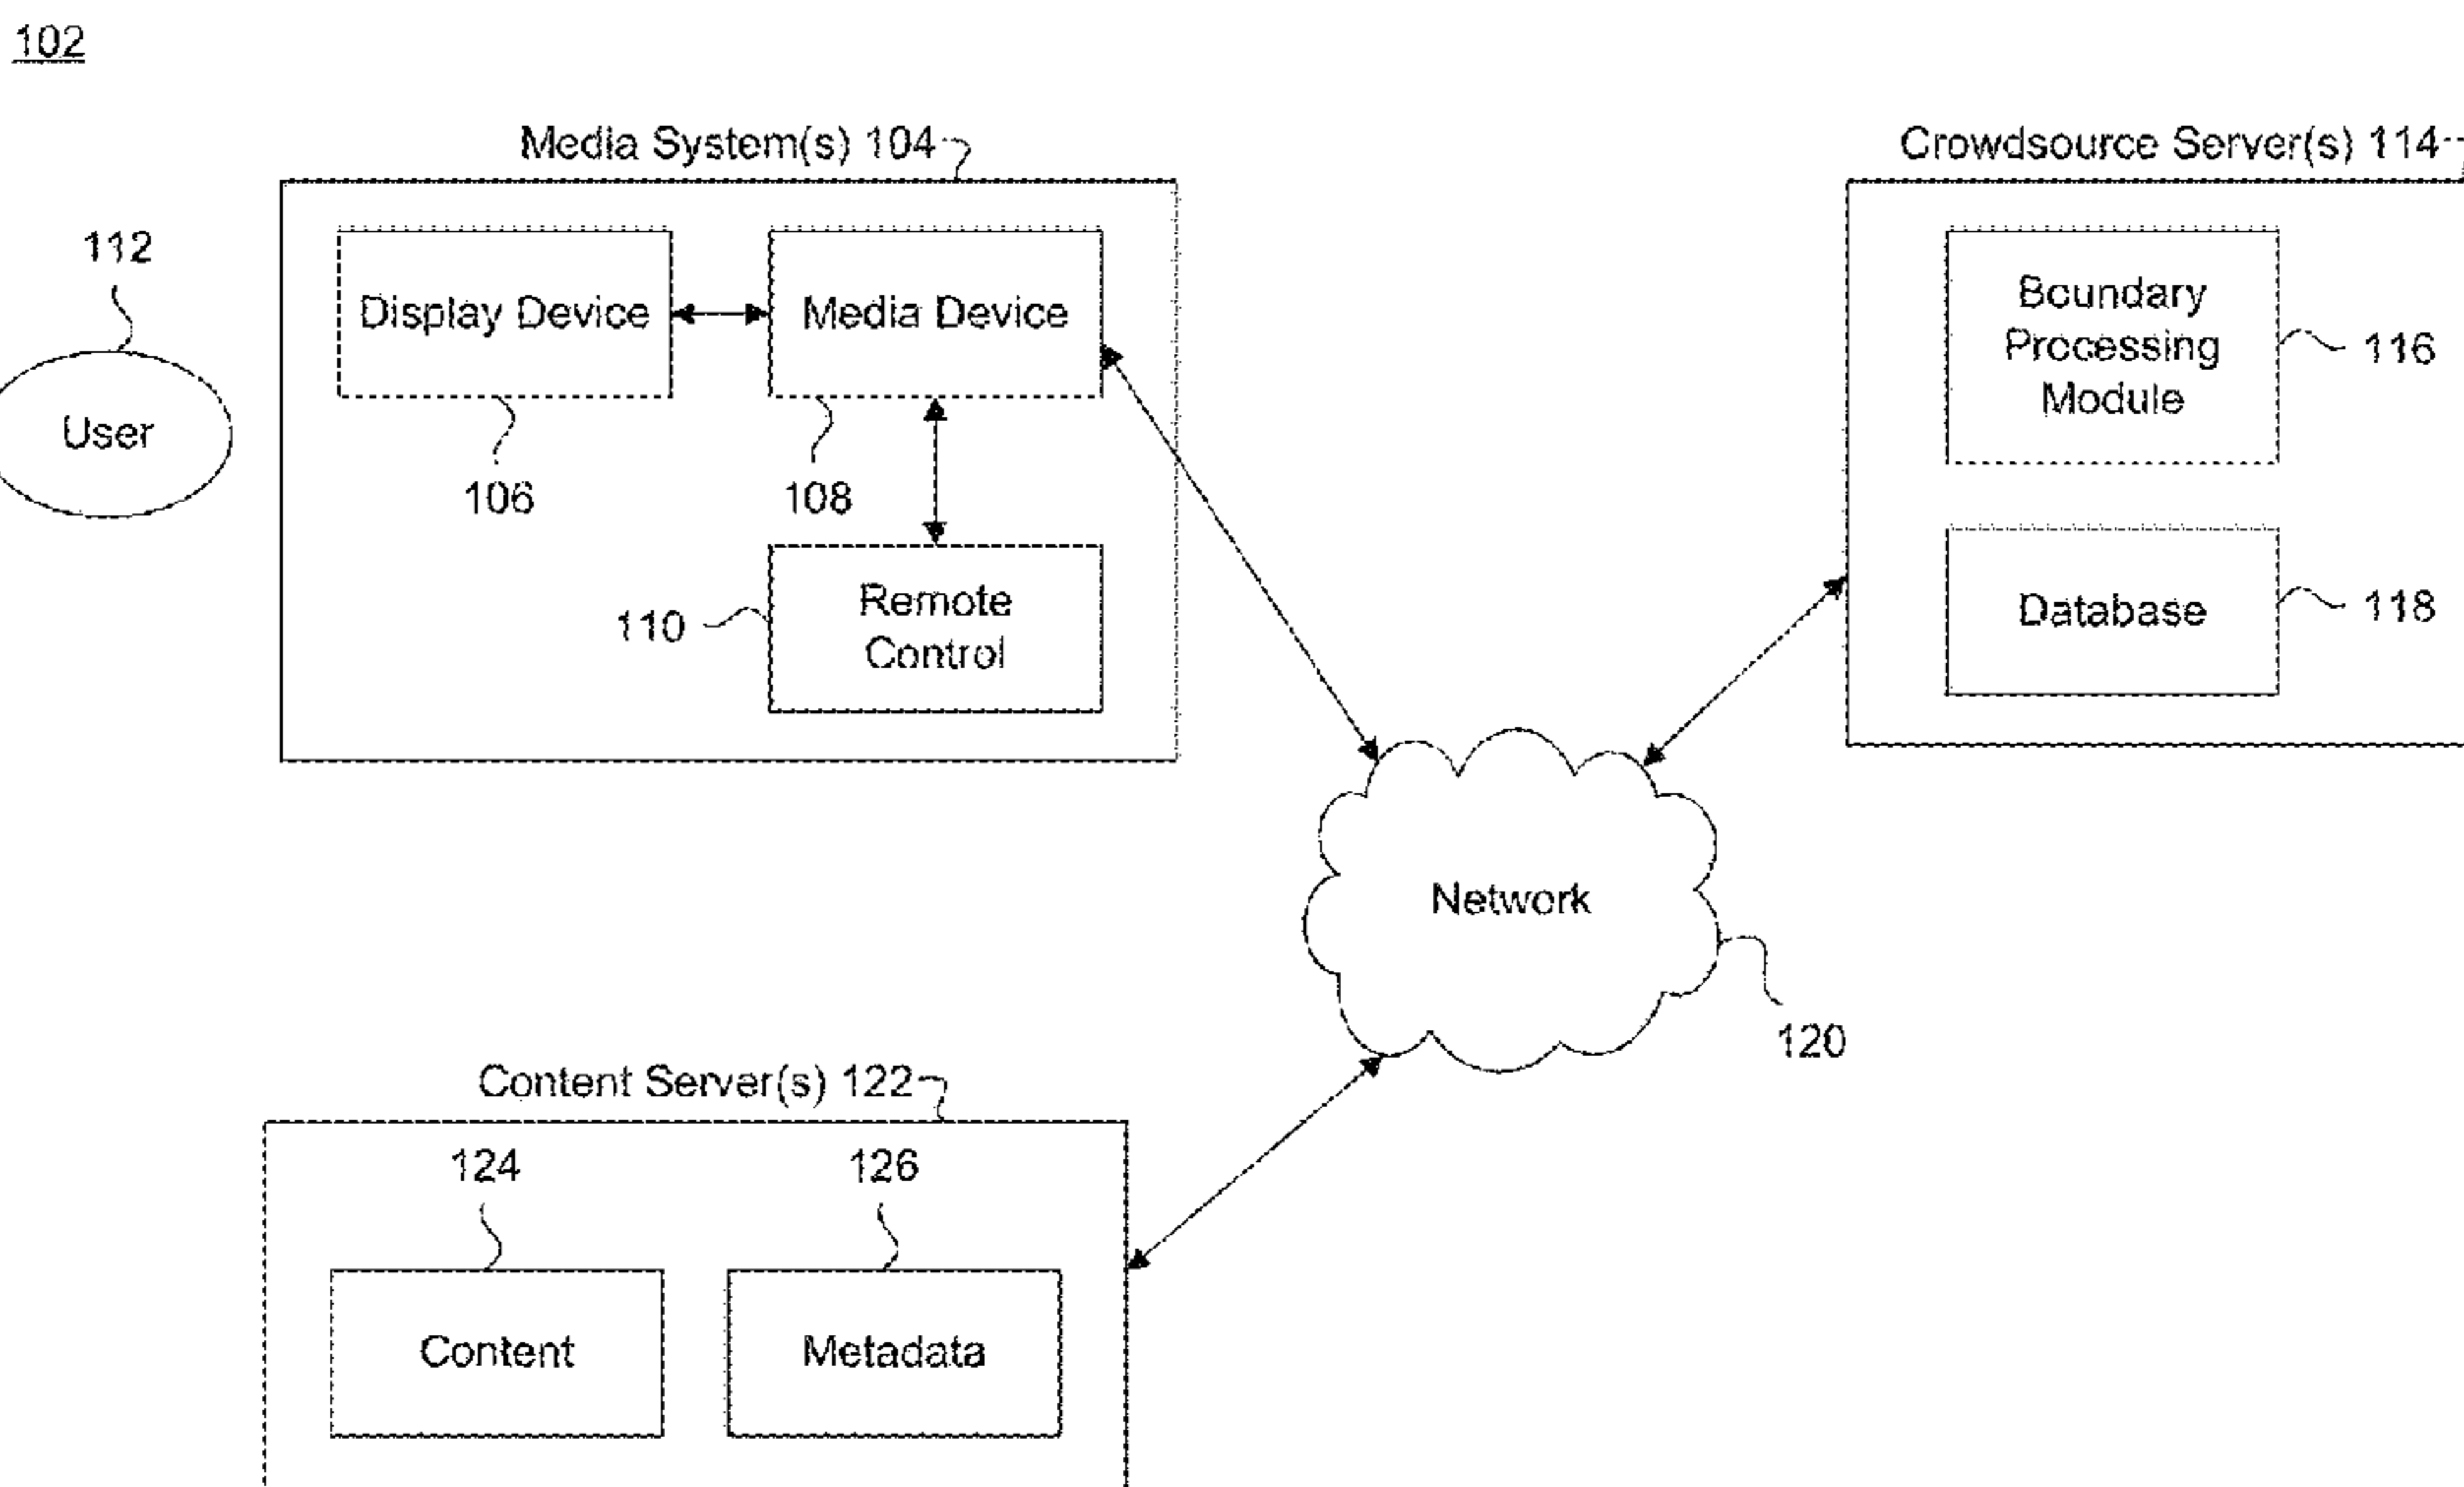 102
Media System(s) 104
Crowdsource Server(s) 114
112
User
Display Device
Media Device
106
108
110
Remote
Control
Boundary
Processing
Module
116
Database
118
Network
120
Content Server(s) 122
124
126
Content
Metadata